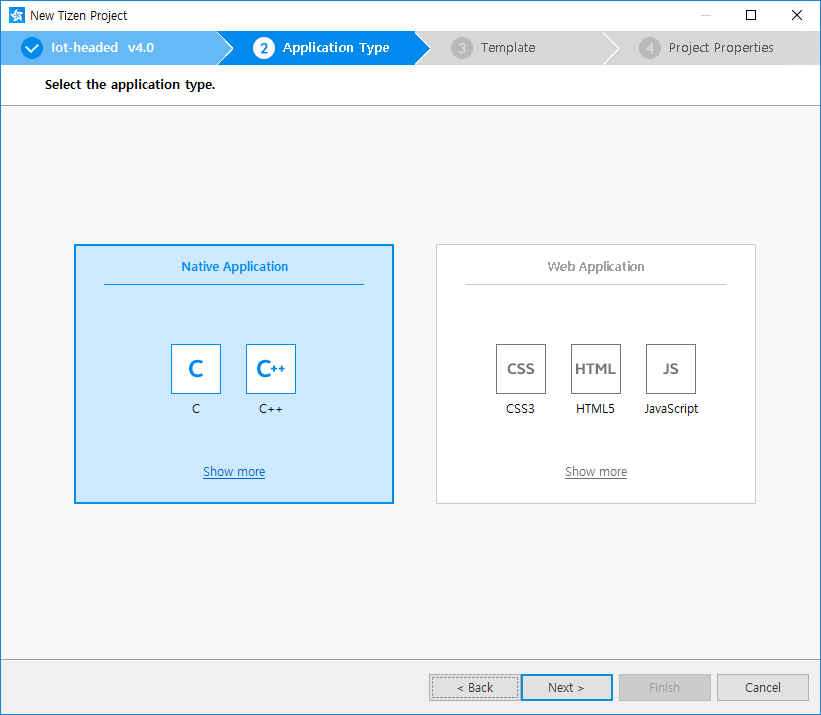 New Tizen Project
Iot-headed v4.0
2 Application Type
3 Template
4 Project Properties
Select the application type.
Native Application
C C++
C C++
Show more
Web Application
CSS HTML JS
CSS3 HTML5 JavaScript
Show more
< Back Next > Finish Cancel